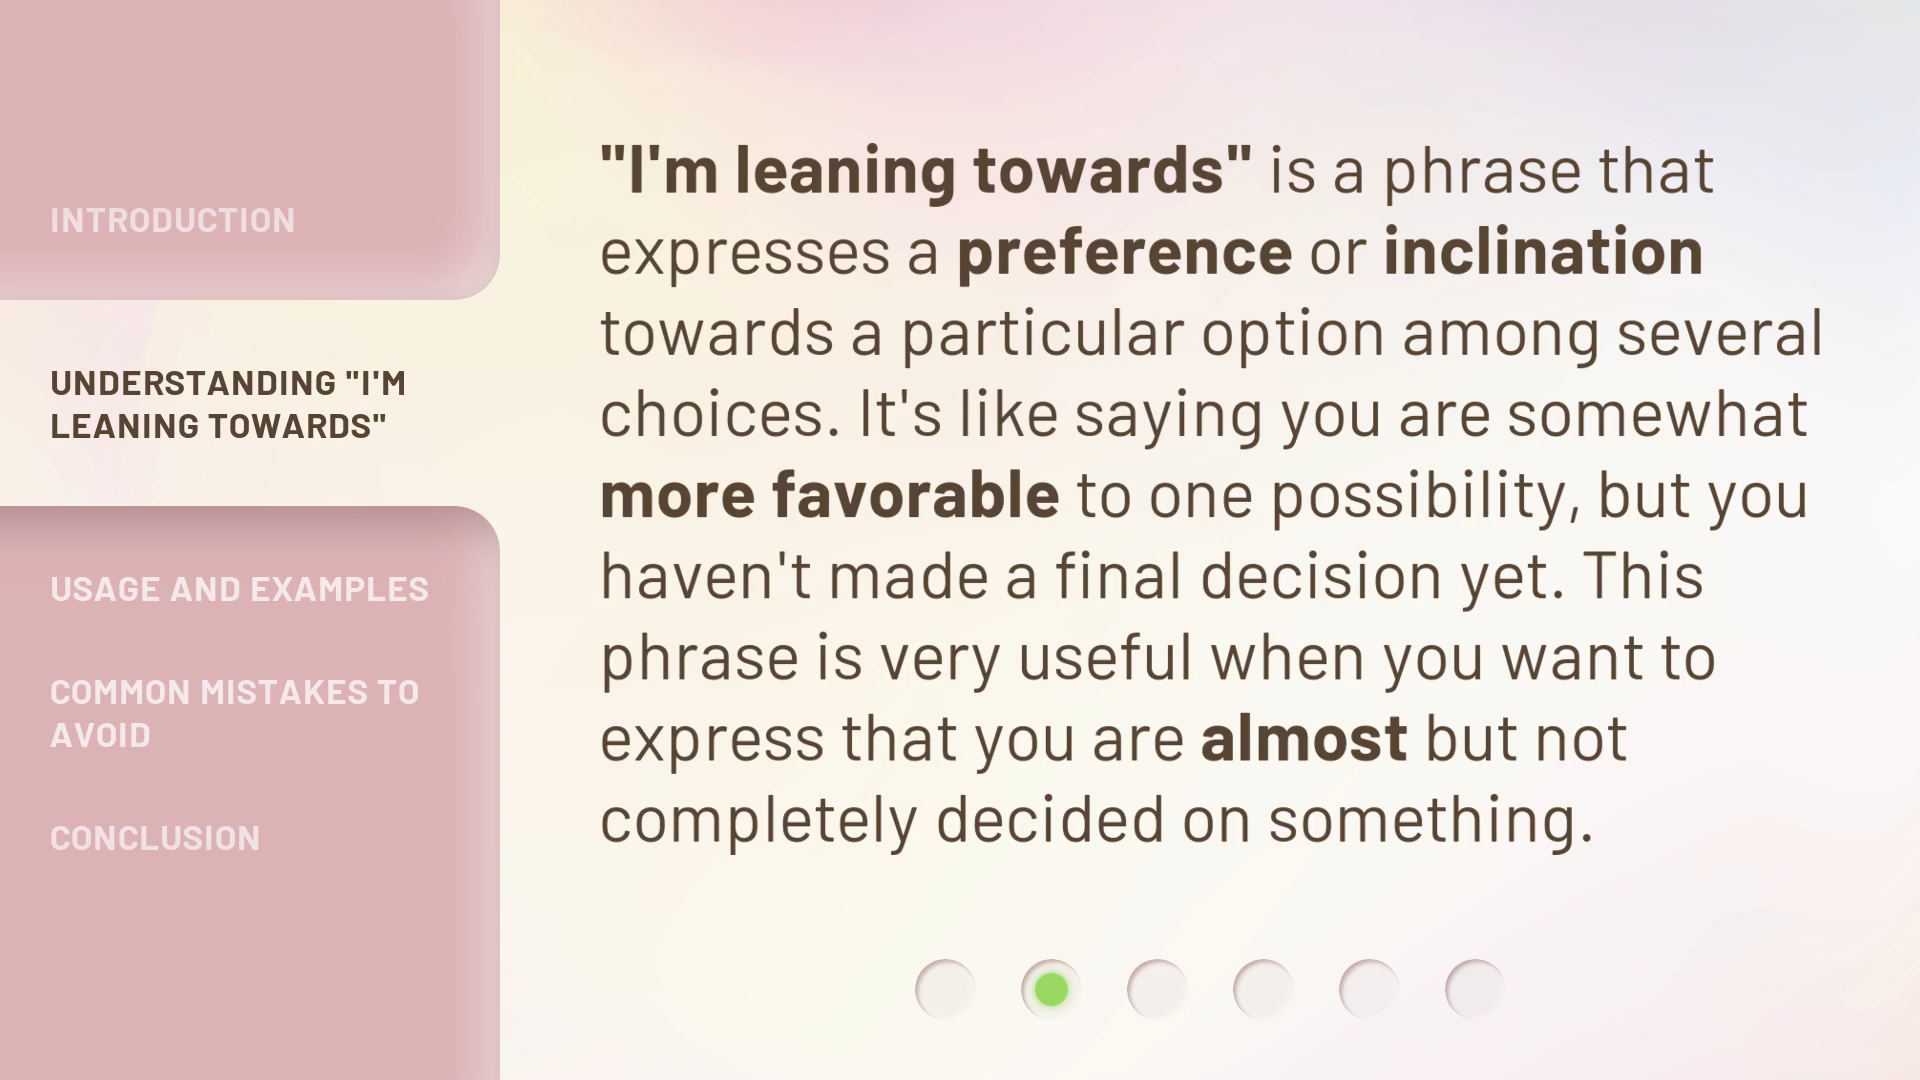 INTRODUCTION
UNDERSTANDING "I'M
LEANING TOWARDS"
USAGE AND EXAMPLES
COMMON MISTAKES TO
AVOID
CONCLUSION
"I'm leaning towards" is a phrase that
expresses a preference or inclination
towards a particular option among several
choices. It's like saying you are somewhat
more favorable to one possibility, but you
haven't made a final decision yet. This
phrase is very useful when you want to
express that you are almost but not
completely decided on something.